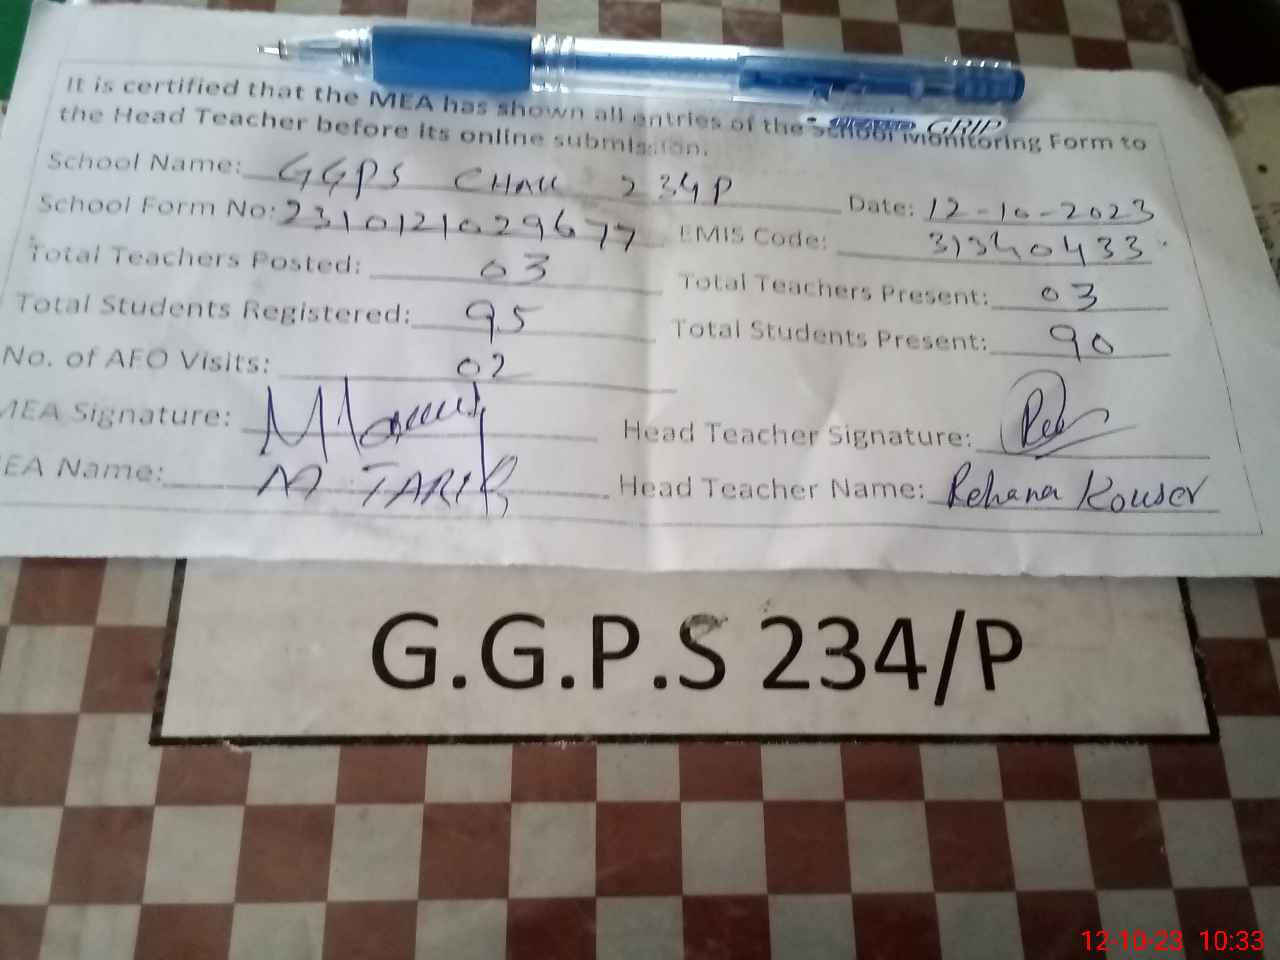 It is certified that the MEA has shown all entries of the School Monitoring Form to
the Head Teacher before its online submission.
School Name: GGPS CHAK 234P
Date: 12-10-2023
School Form No: 2310121029677
EMIS Code: 31340433
Total Teachers Posted: 03
Total Teachers Present: 03
Total Students Registered: 95
Total Students Present: 90
No. of AFO Visits: 02
MEA Signature:
Head Teacher Signature:
EA Name: M TARIQ
Head Teacher Name: Rehana Kouser
GRIP
G.G.P.S 234/P
12-10-23 10:33